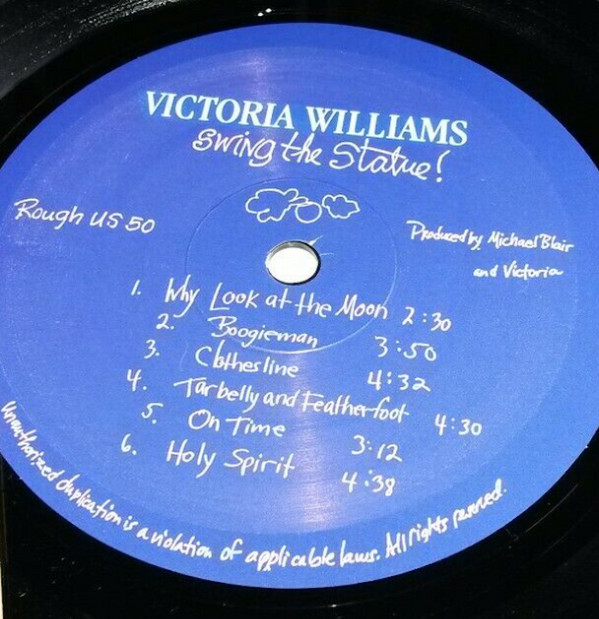 VICTORIA WILLIAMS
Swing the Statue!
Rough US 50
Produced by Michael Blair
and Victoria
1. Why Look at the Moon 2:30
2. Boogieman 3:50
3. Clothesline 4:32
4. Tarbelly and Featherfoot 4:30
5. On Time 3:12
6. Holy Spirit 4:38
Unauthorized duplication is a violation of applicable laws. All rights reserved.